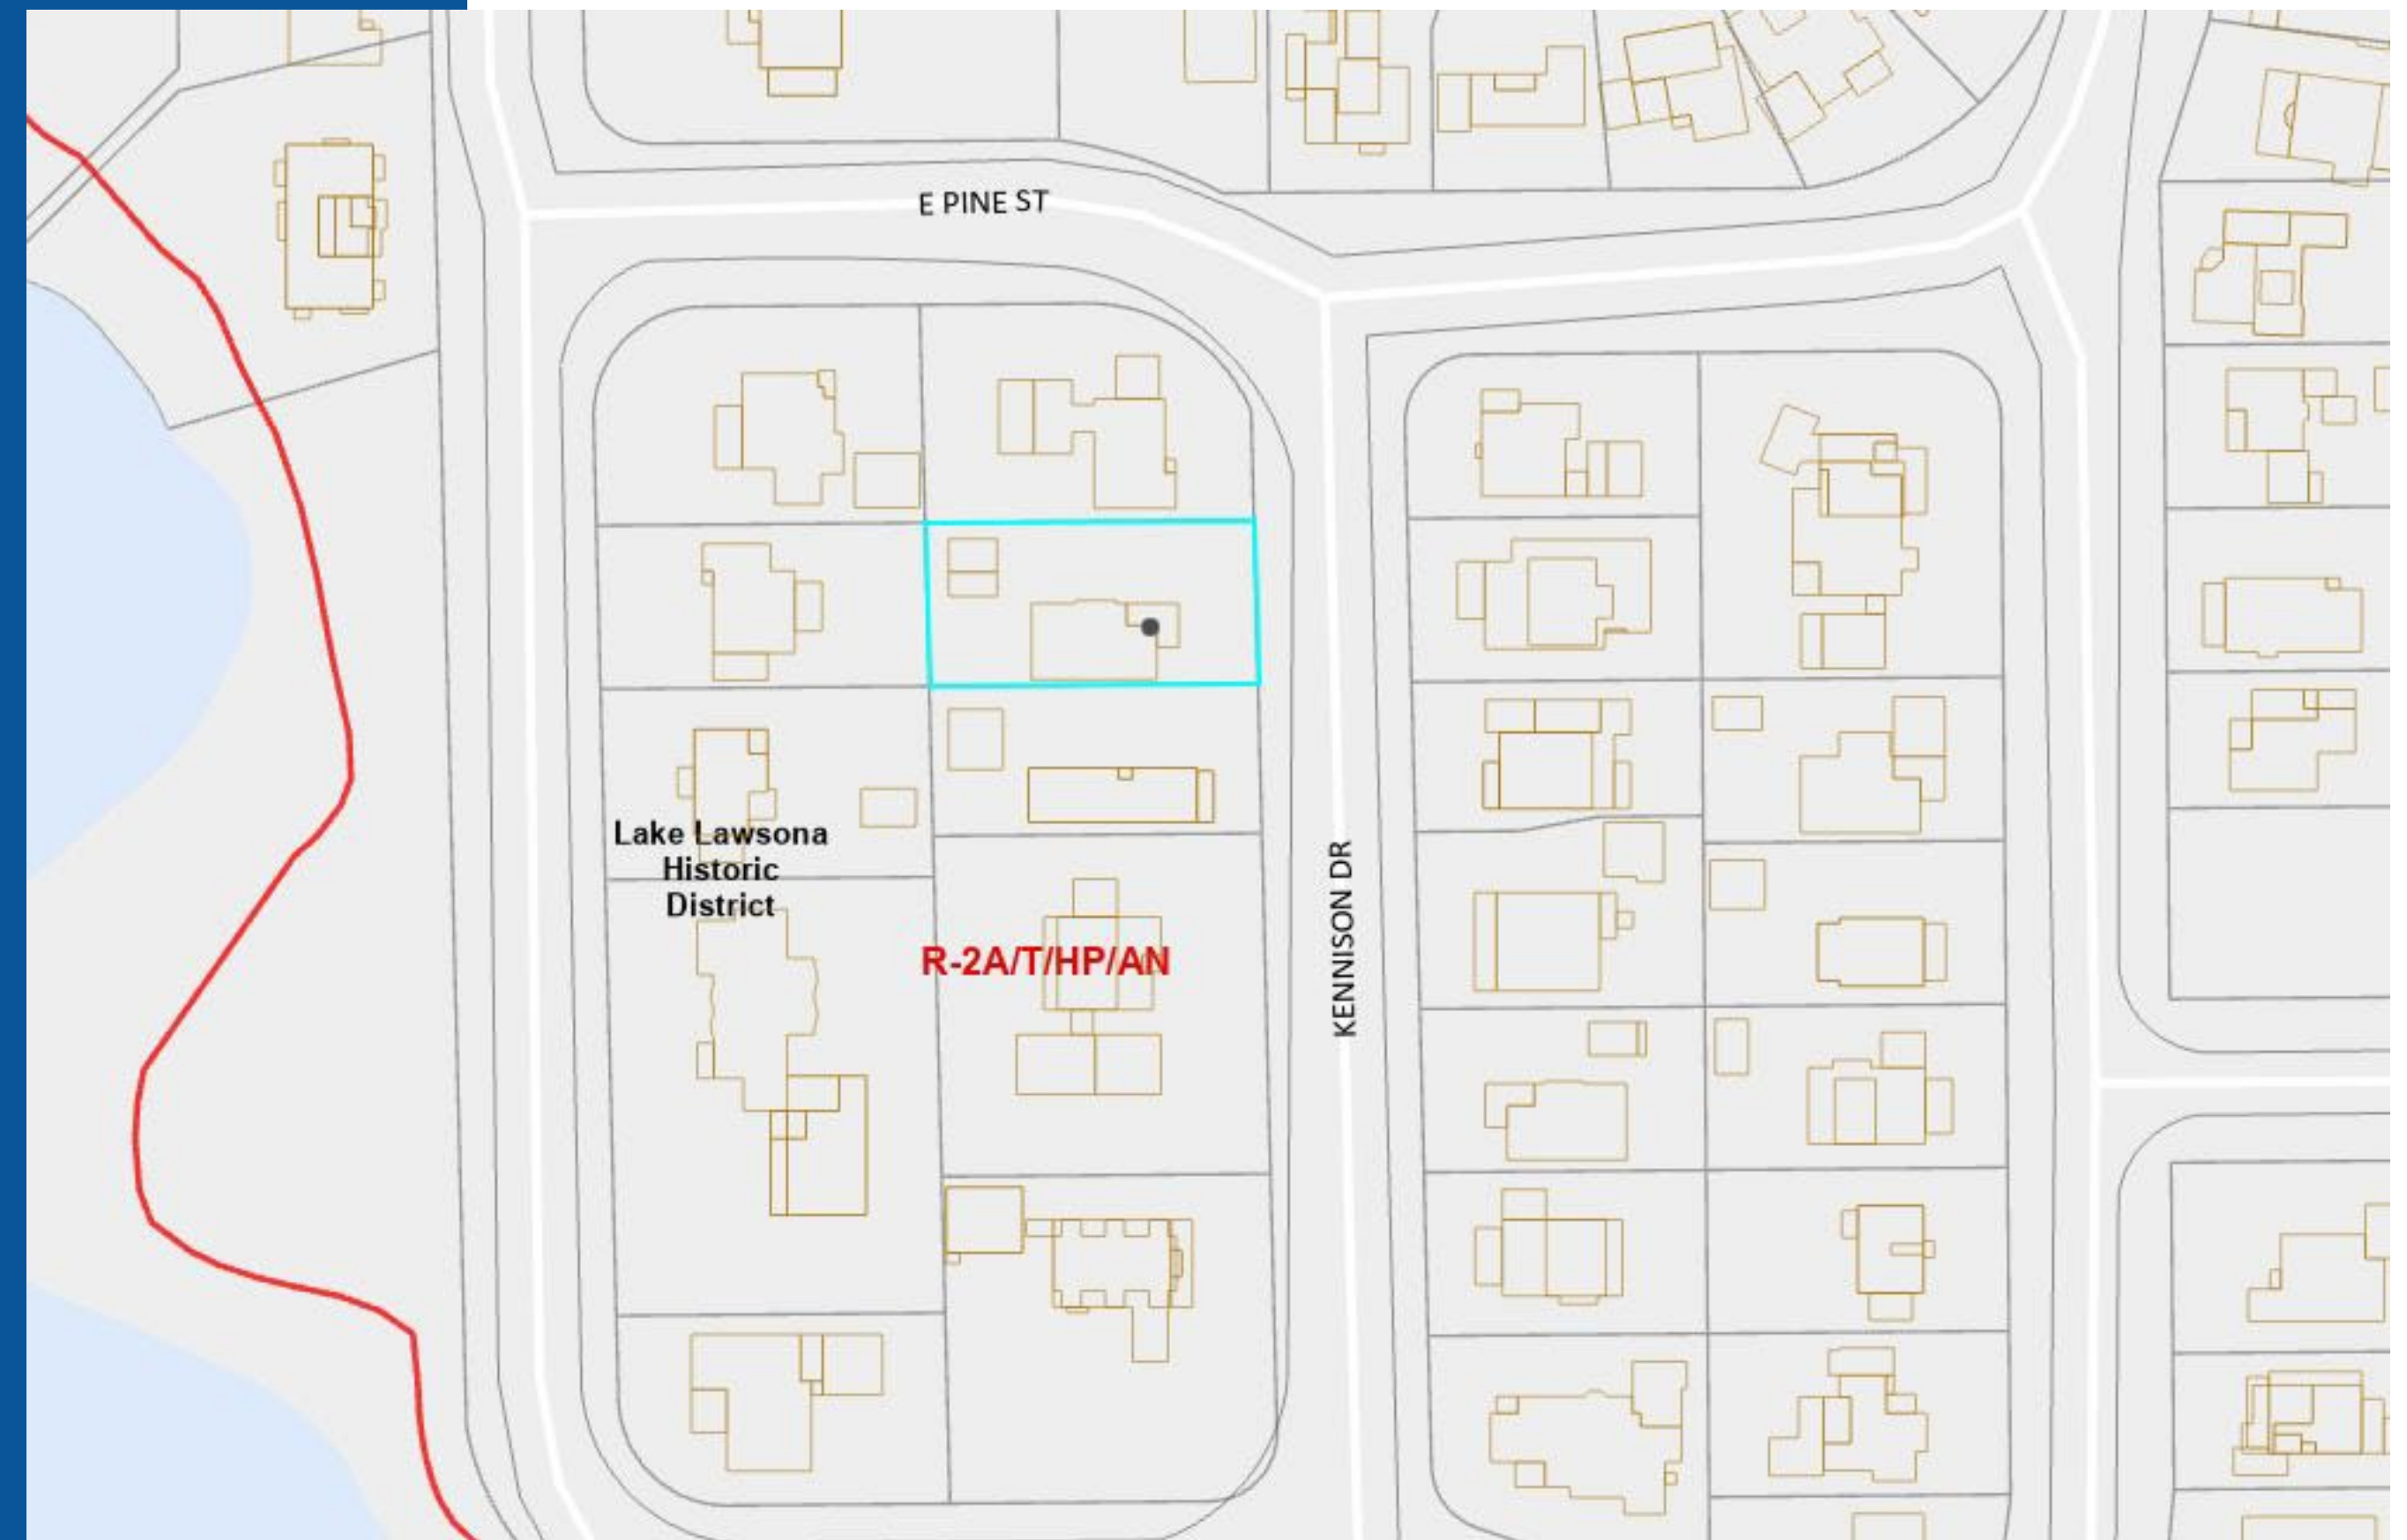 E PINE ST
Lake Lawsona
Historic
District
R-2A/T/HP/AN
KENNISON DR